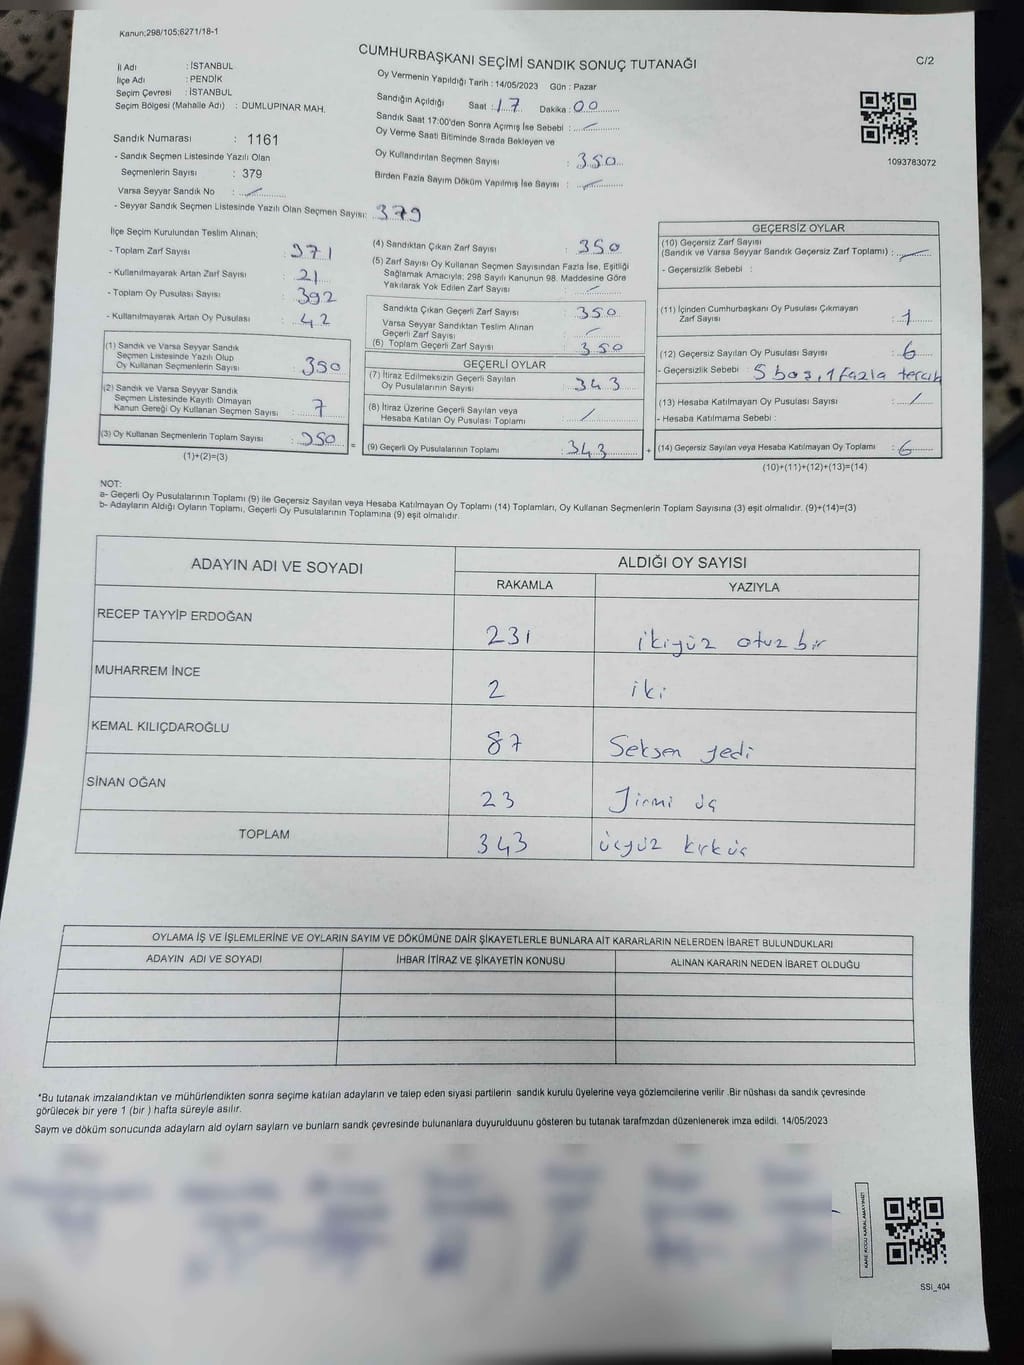 Kanun:298/105;6271/18-1
CUMHURBAŞKANI SEÇİMİ SANDIK SONUÇ TUTANAĞI
C/2
İl Adı : İSTANBUL
İlçe Adı : PENDİK
Seçim Çevresi : İSTANBUL
Seçim Bölgesi (Mahalle Adı) : DUMLUPINAR MAH.
Sandık Numarası : 1161
- Sandık Seçmen Listesinde Yazılı Olan
Seçmenlerin Sayısı : 379
Varsa Seyyar Sandık No :
- Seyyar Sandık Seçmen Listesinde Yazılı Olan Seçmen Sayısı: 379
Oy Vermenin Yapıldığı Tarih : 14/05/2023 Gün : Pazar
Sandığın Açıldığı Saat : 17 Dakika : 00
Sandık Saat 17:00'den Sonra Açımış İse Sebebi :
Oy Verme Saati Bitiminde Sırada Bekleyen ve
Oy Kullandırılan Seçmen Sayısı : 350
Birden Fazla Sayım Döküm Yapılmış İse Sayısı :
1093783072
İlçe Seçim Kurulundan Teslim Alınan;
- Toplam Zarf Sayısı : 371
- Kullanılmayarak Artan Zarf Sayısı : 21
- Toplam Oy Pusulası Sayısı : 392
- Kullanılmayarak Artan Oy Pusulası : 42
(1) Sandık ve Varsa Seyyar Sandık
Seçmen Listesinde Yazılı Olup
Oy Kullanan Seçmenlerin Sayısı : 350
(2) Sandık ve Varsa Seyyar Sandık
Seçmen Listesinde Kayıtlı Olmayan
Kanun Gereği Oy Kullanan Seçmen Sayısı : 7
(3) Oy Kullanan Seçmenlerin Toplam Sayısı : 350
(1)+(2)=(3)
=
(4) Sandıktan Çıkan Zarf Sayısı : 350
(5) Zarf Sayısı Oy Kullanan Seçmen Sayısından Fazla İse, Eşitliği
Sağlamak Amacıyla; 298 Sayılı Kanunun 98. Maddesine Göre
Yakılarak Yok Edilen Zarf Sayısı :
Sandıkta Çıkan Geçerli Zarf Sayısı : 350
Varsa Seyyar Sandıktan Teslim Alınan
Geçerli Zarf Sayısı :
(6) Toplam Geçerli Zarf Sayısı : 350
GEÇERLİ OYLAR
(7) İtiraz Edilmeksizin Geçerli Sayılan
Oy Pusulalarının Sayısı : 343
(8) İtiraz Üzerine Geçerli Sayılan veya
Hesaba Katılan Oy Pusulası Toplamı :
(9) Geçerli Oy Pusulalarının Toplamı : 343
+
GEÇERSİZ OYLAR
(10) Geçersiz Zarf Sayısı
(Sandık ve Varsa Seyyar Sandık Geçersiz Zarf Toplamı) :
- Geçersizlik Sebebi :
(11) İçinden Cumhurbaşkanı Oy Pusulası Çıkmayan
Zarf Sayısı : 1
(12) Geçersiz Sayılan Oy Pusulası Sayısı : 6
- Geçersizlik Sebebi : 5 boş, 1 fazla tercih
(13) Hesaba Katılmayan Oy Pusulası Sayısı :
- Hesaba Katılmama Sebebi :
(14) Geçersiz Sayılan veya Hesaba Katılmayan Oy Toplamı : 6
(10)+(11)+(12)+(13)=(14)
NOT:
a- Geçerli Oy Pusulalarının Toplamı (9) ile Geçersiz Sayılan veya Hesaba Katılmayan Oy Toplamı (14) Toplamları, Oy Kullanan Seçmenlerin Toplam Sayısına (3) eşit olmalıdır. (9)+(14)=(3)
b- Adayların Aldığı Oyların Toplamı, Geçerli Oy Pusulalarının Toplamına (9) eşit olmalıdır.
ADAYIN ADI VE SOYADI ALDIĞI OY SAYISI
RAKAMLA YAZIYLA
RECEP TAYYİP ERDOĞAN 231 ikiyüz otuz bir
MUHARREM İNCE 2 iki
KEMAL KILIÇDAROĞLU 87 Seksen yedi
SİNAN OĞAN 23 Yirmi üç
TOPLAM 343 üçyüz kırküç
OYLAMA İŞ VE İŞLEMLERİNE VE OYLARIN SAYIM VE DÖKÜMÜNE DAİR ŞİKAYETLERLE BUNLARA AİT KARARLARIN NELERDEN İBARET BULUNDUKLARI
ADAYIN ADI VE SOYADI İHBAR İTİRAZ VE ŞİKAYETİN KONUSU ALINAN KARARIN NEDEN İBARET OLDUĞU
*Bu tutanak imzalandıktan ve mühürlendikten sonra seçime katılan adayların ve talep eden siyasi partilerin sandık kurulu üyelerine veya gözlemcilerine verilir .Bir nüshası da sandık çevresinde
görülecek bir yere 1 (bir ) hafta süreyle asılır.
Saym ve döküm sonucunda adaylarn ald oylarn saylarn ve bunlarn sandk çevresinde bulunanlara duyurulduunu gösteren bu tutanak tarafmzdan düzenlenerek imza edildi. 14/05/2023
KARE KODU KARALAMAYINIZ!
SSI_404